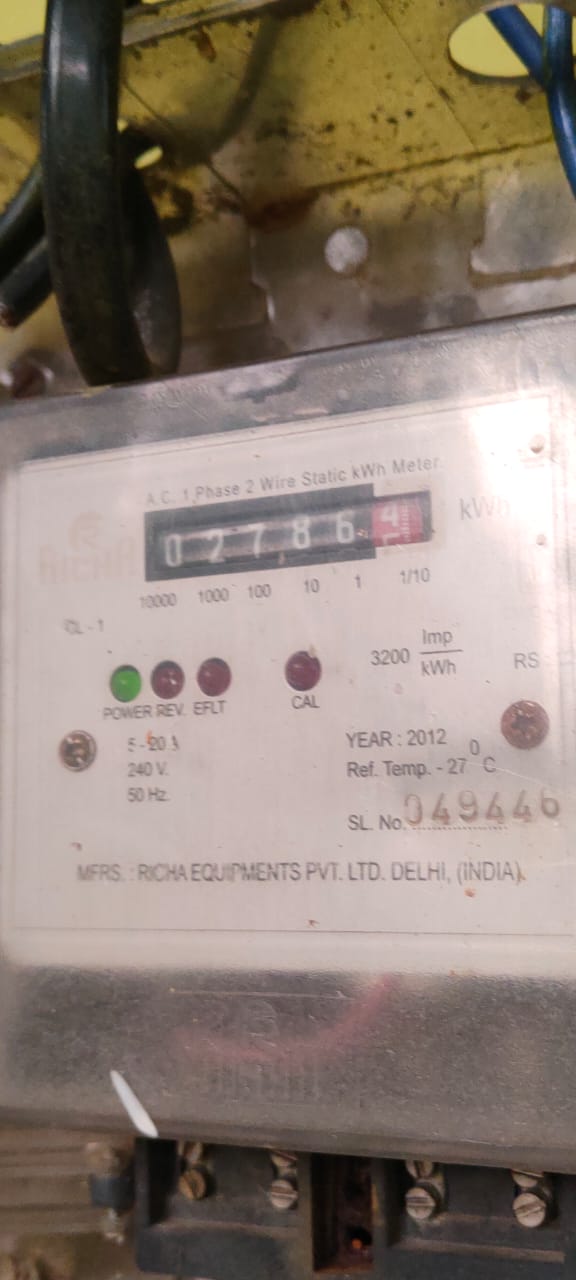 A.C. 1 Phase 2 Wire Static kWh Meter
RICHA
0 2 7 8 6 4 kWh
10000 1000 100 10 1 1/10
CL - 1
3200 Imp/kWh RS
POWER REV. EFLT CAL
5 - 20 A
240 V.
50 Hz.
YEAR : 2012
Ref. Temp. - 27 0 C
SL. No. 049446
MFRS. : RICHA EQUIPMENTS PVT. LTD. DELHI, (INDIA).